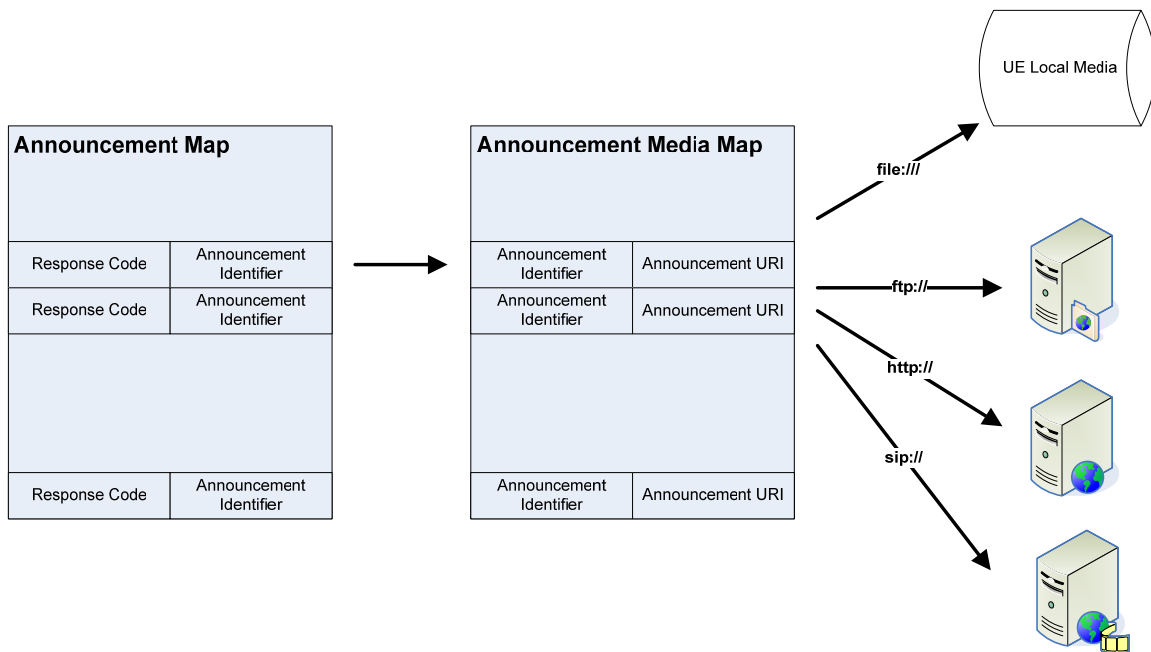 UE Local Media
Announcement Map
Announcement Media Map
file:///
Response Code
Announcement
Identifier
Announcement
Identifier
Announcement URI
ftp://
Response Code
Announcement
Identifier
Announcement
Identifier
Announcement URI
http://
sip://
Response Code
Announcement
Identifier
Announcement
Identifier
Announcement URI